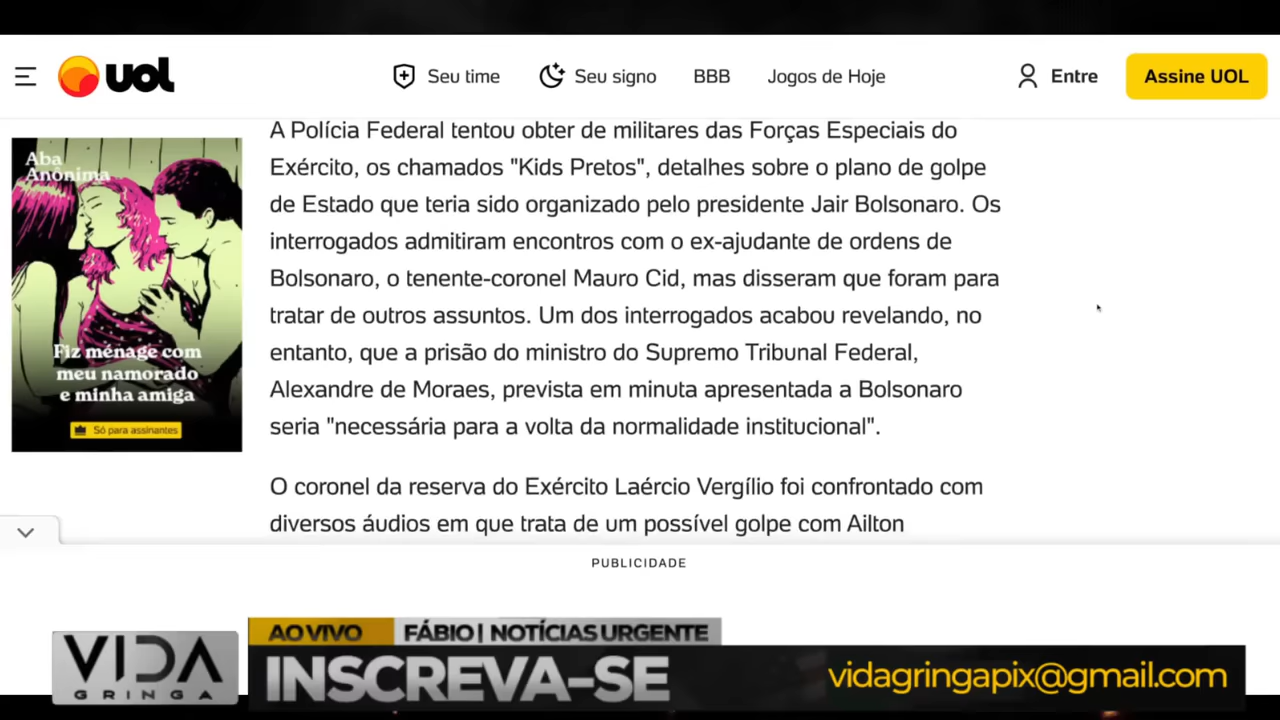 uol
Seu time
Seu signo
BBB
Jogos de Hoje
Entre
Assine UOL
Aba
Anônima
Fiz ménage com
meu namorado
e minha amiga
Só para assinantes
A Polícia Federal tentou obter de militares das Forças Especiais do
Exército, os chamados "Kids Pretos", detalhes sobre o plano de golpe
de Estado que teria sido organizado pelo presidente Jair Bolsonaro. Os
interrogados admitiram encontros com o ex-ajudante de ordens de
Bolsonaro, o tenente-coronel Mauro Cid, mas disseram que foram para
tratar de outros assuntos. Um dos interrogados acabou revelando, no
entanto, que a prisão do ministro do Supremo Tribunal Federal,
Alexandre de Moraes, prevista em minuta apresentada a Bolsonaro
seria "necessária para a volta da normalidade institucional".
O coronel da reserva do Exército Laércio Vergílio foi confrontado com
diversos áudios em que trata de um possível golpe com Ailton
PUBLICIDADE
VIDA
GRINGA
AO VIVO
FÁBIO | NOTÍCIAS URGENTE
INSCREVA-SE
vidagringapix@gmail.com